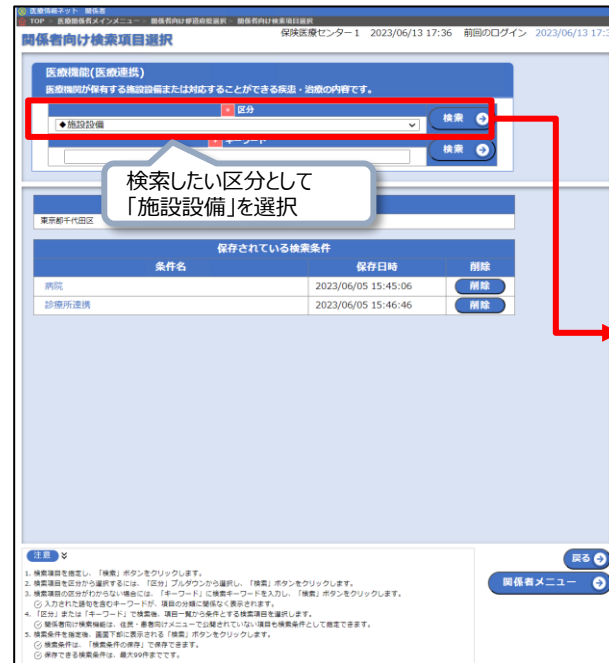 医療情報ネット 関係者
TOP > 医療機関者メインメニュー > 関係者向け都道府県選択 > 関係者向け検索項目選択
関係者向け検索項目選択
保険医療センター１ 2023/06/13 17:36 前回のログイン 2023/06/13 17:3
医療機能(医療連携)
医療機関が保有する施設設備または対応することができる疾患・治療の内容です。
区分
◆施設設備
検索
キーワード
検索
検索したい区分として
「施設設備」を選択
東京都千代田区
保存されている検索条件
条件名 保存日時 削除
病院 2023/06/05 15:45:06 削除
診療所連携 2023/06/05 15:46:46 削除
注意
戻る
関係者メニュー
1. 検索項目を指定し、「検索」ボタンをクリックします。
2. 検索項目を区分から選択するには、「区分」プルダウンから選択し、「検索」ボタンをクリックします。
3. 検索項目の区分がわからない場合には、「キーワード」に検索キーワードを入力し、「検索」ボタンをクリックします。
入力された語句を含むキーワードが、項目の分類に関係なく表示されます。
4. 「区分」または「キーワード」で検索後、項目一覧から条件とする検索項目を選択します。
関係者向け検索機能は、住民・患者向けメニューで公開されていない項目も検索条件として指定できます。
5. 検索条件を指定後、画面下部に表示される「検索」ボタンをクリックします。
検索条件は、「検索条件の保存」で保存できます。
保存できる検索条件は、最大99件までです。